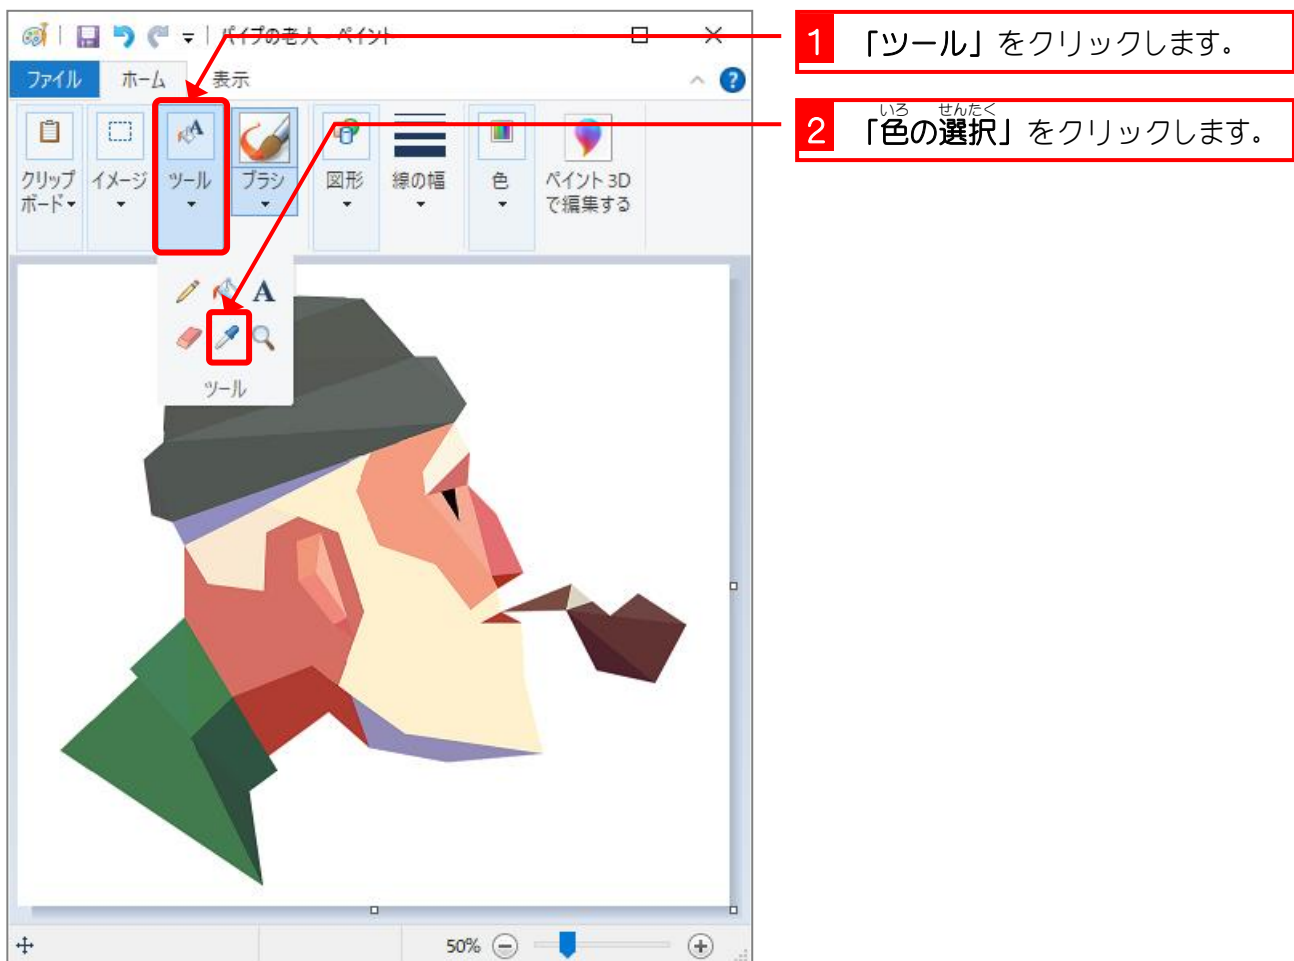 パイプの老人 - ペイント
ファイル ホーム 表示
クリップ
ボード
イメージ
ツール
ブラシ
図形
線の幅
色
ペイント 3D
で編集する
A
ツール
50%
1 「ツール」をクリックします。
いろ せんたく
2 「色の選択」をクリックします。